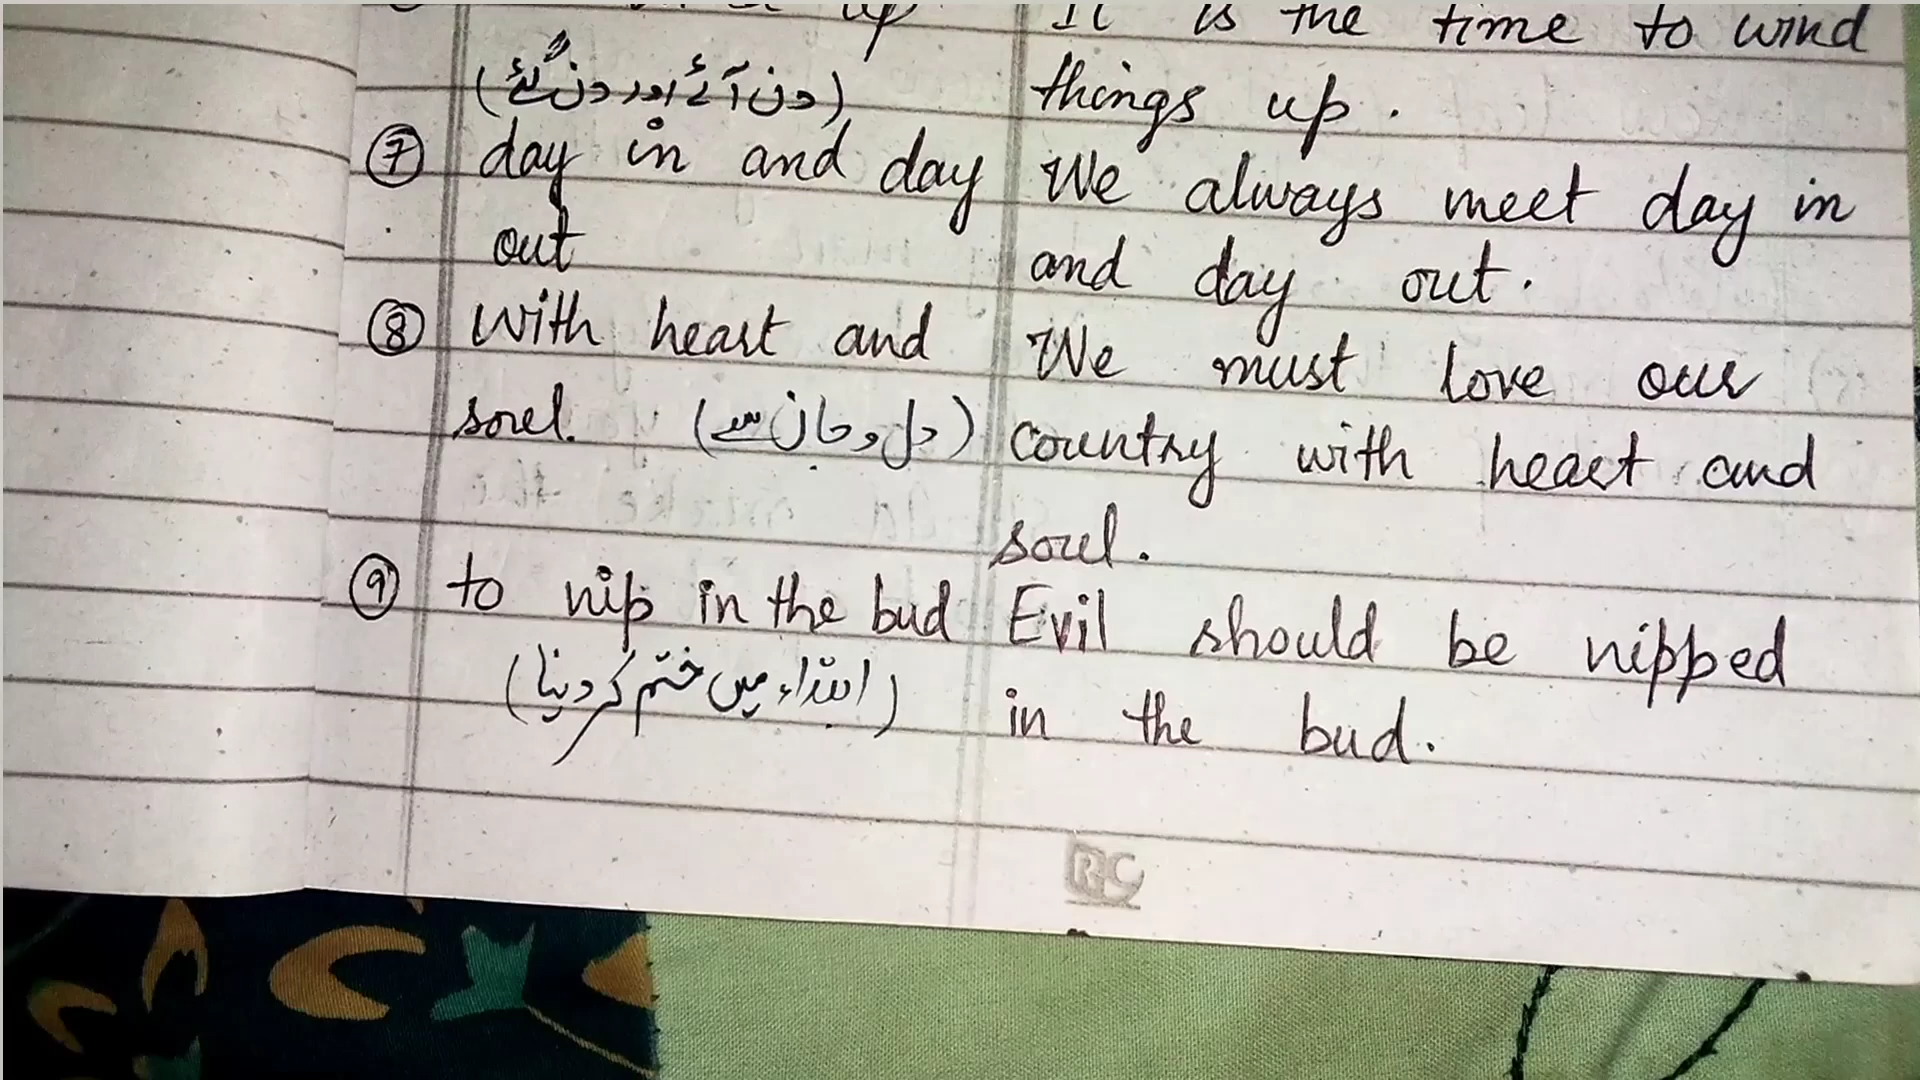 up It is the time to wind
(دن آئے اور دن گئے) things up.
7 day in and day We always meet day in
out and day out.
8 with heart and We must love our
soul. (دل و جان سے) country with heart and
soul.
9 to nip in the bud Evil should be nipped
(ابتداء میں ختم کر دینا) in the bud.
RC